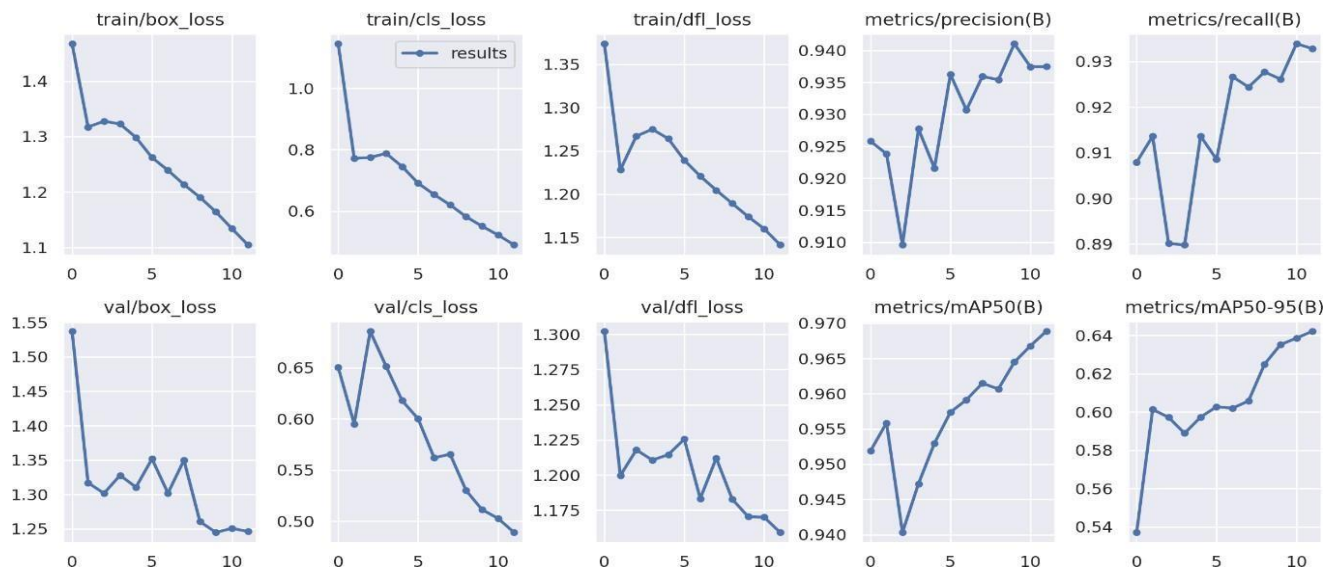 train/box_loss
train/cls_loss
train/dfl_loss
metrics/precision(B)
metrics/recall(B)
1.4
1.3
1.2
1.1
0 5 10
results
1.0
0.8
0.6
0 5 10
1.35
1.30
1.25
1.20
1.15
0 5 10
0.940
0.935
0.930
0.925
0.920
0.915
0.910
0 5 10
0.93
0.92
0.91
0.90
0.89
0 5 10
val/box_loss
val/cls_loss
val/dfl_loss
metrics/mAP50(B)
metrics/mAP50-95(B)
1.55
1.50
1.45
1.40
1.35
1.30
1.25
0 5 10
0.65
0.60
0.55
0.50
0 5 10
1.300
1.275
1.250
1.225
1.200
1.175
0 5 10
0.970
0.965
0.960
0.955
0.950
0.945
0.940
0 5 10
0.64
0.62
0.60
0.58
0.56
0.54
0 5 10